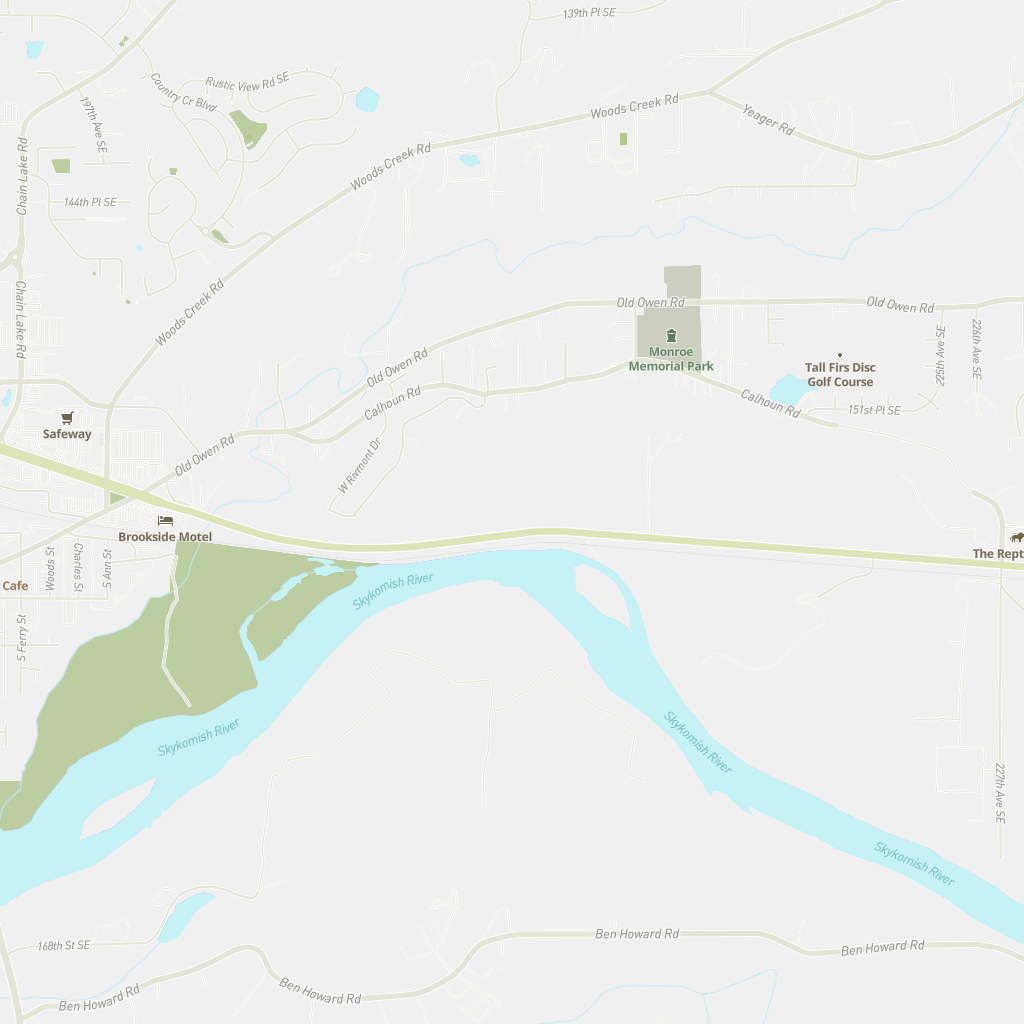 139th Pl SE
Rustic View Rd SE
Country Cr Blvd
197th Ave SE
Woods Creek Rd
Yeager Rd
Woods Creek Rd
Chain Lake Rd
144th Pl SE
Woods Creek Rd
Chain Lake Rd
Old Owen Rd
Old Owen Rd
Monroe
Memorial Park
Tall Firs Disc
Golf Course
225th Ave SE
226th Ave SE
Old Owen Rd
Calhoun Rd
Calhoun Rd
151st Pl SE
Safeway
Old Owen Rd
W Rivmont Dr
Brookside Motel
The Rept
Woods St
Charles St
S Ann St
Cafe
Skykomish River
S Ferry St
Skykomish River
Skykomish River
227th Ave SE
Skykomish River
168th St SE
Ben Howard Rd
Ben Howard Rd
Ben Howard Rd
Ben Howard Rd